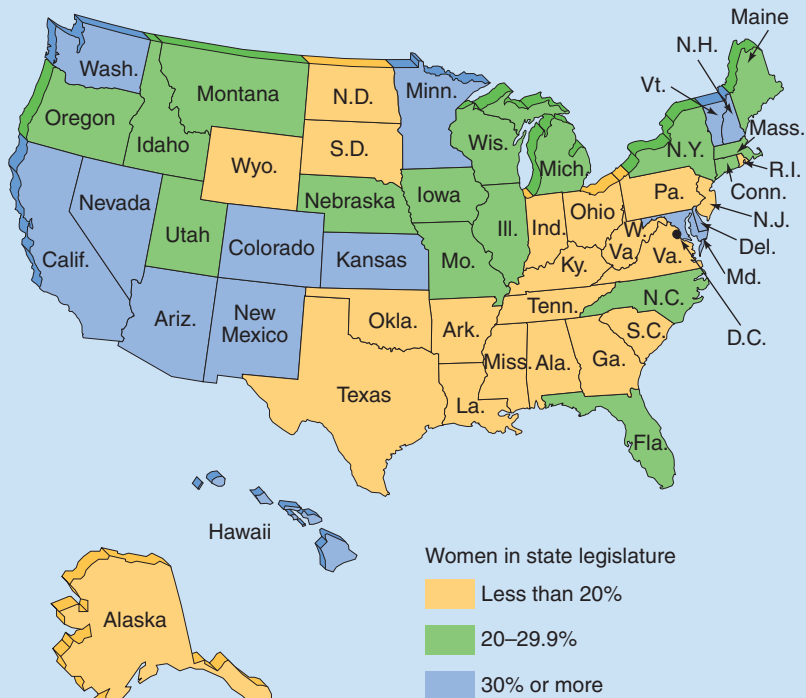 Maine
N.H.
Vt.
Wash.
Montana
N.D.
Minn.
Oregon
Idaho
Wis.
Mass.
S.D.
Wyo.
Mich.
N.Y.
R.I.
Conn.
Nebraska
Iowa
Pa.
N.J.
Nevada
Utah
Colorado
Ill.
Ind.
Ohio
W.
Va.
Del.
Calif.
Kansas
Mo.
Ky.
Va.
Md.
Ariz.
New
Mexico
Okla.
Ark.
Tenn.
N.C.
D.C.
S.C.
Texas
La.
Miss.
Ala.
Ga.
Fla.
Hawaii
Alaska
Women in state legislature
Less than 20%
20–29.9%
30% or more